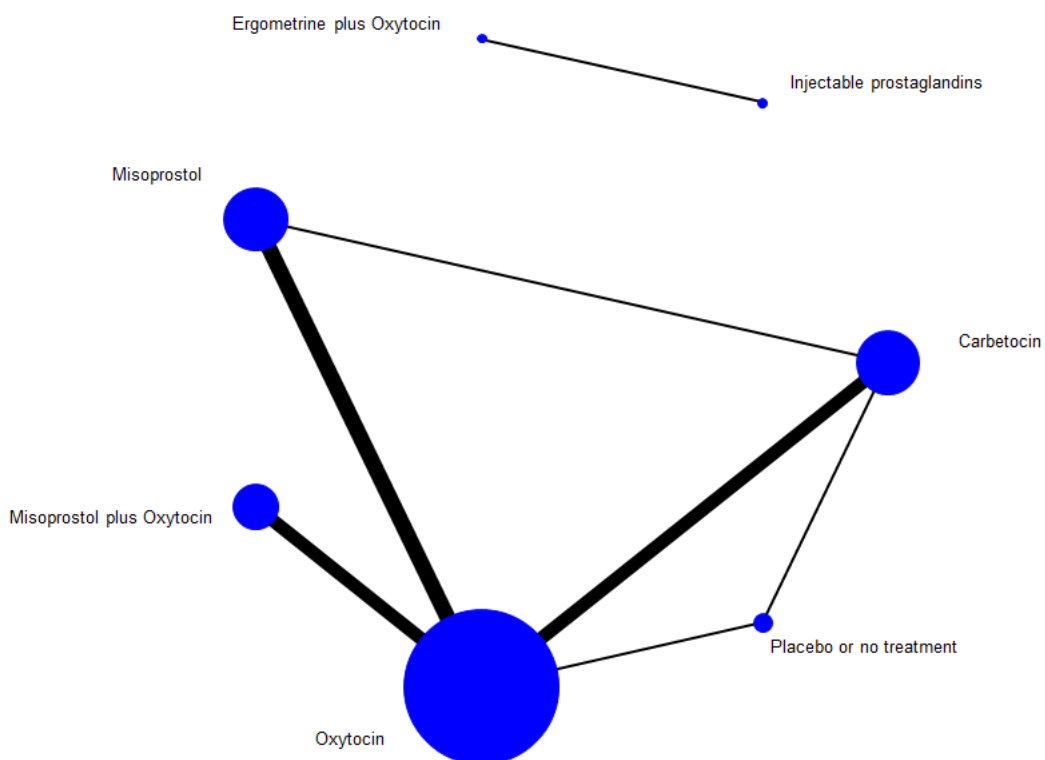 Ergometrine plus Oxytocin
Injectable prostaglandins
Misoprostol
Carbetocin
Misoprostol plus Oxytocin
Placebo or no treatment
Oxytocin